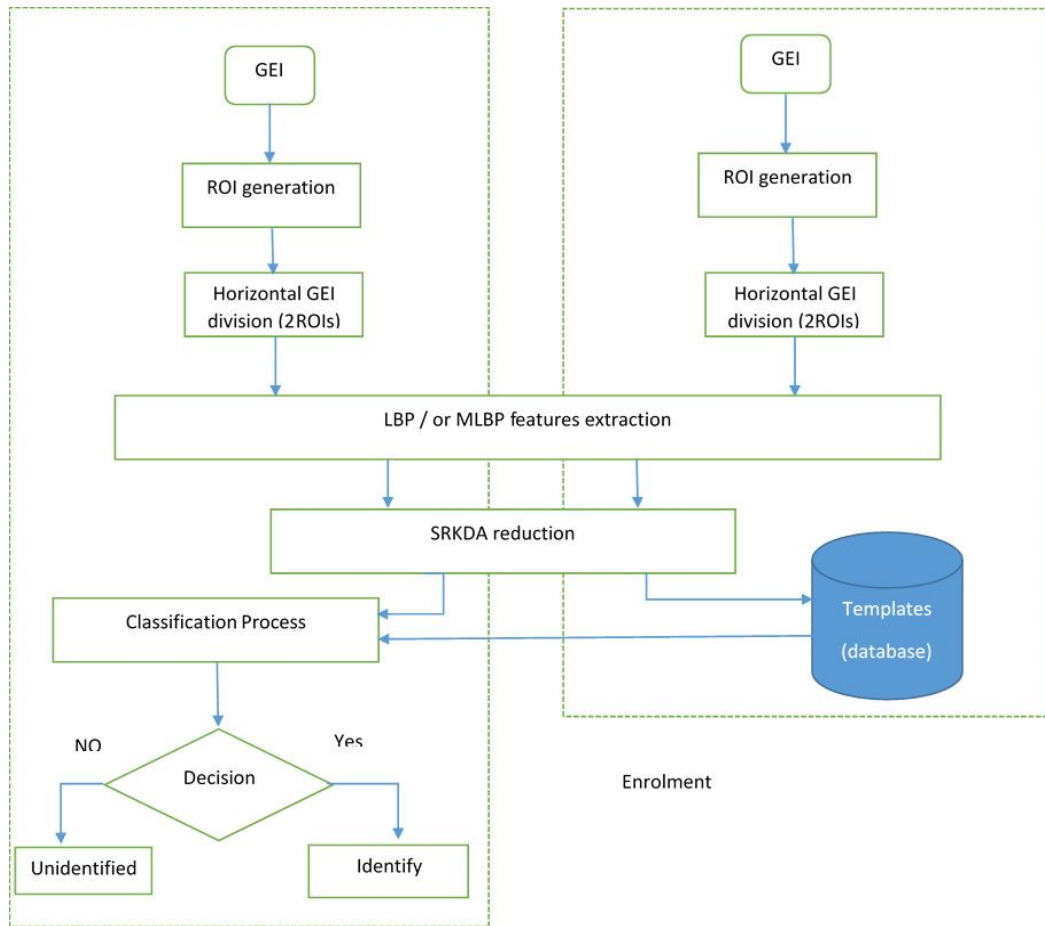 GEI
GEI
ROI generation
ROI generation
Horizontal GEI
division (2ROIs)
Horizontal GEI
division (2ROIs)
LBP / or MLBP features extraction
SRKDA reduction
Classification Process
Templates
(database)
NO
Yes
Decision
Enrolment
Unidentified
Identify